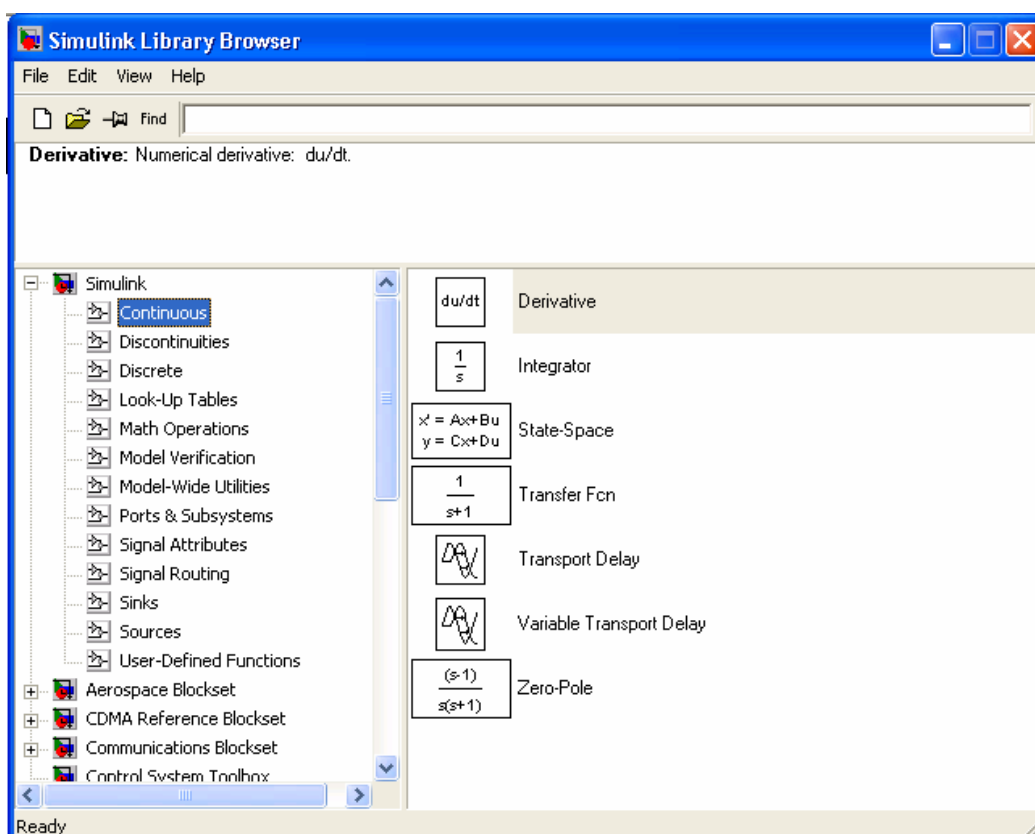 Simulink Library Browser
File Edit View Help
Find
Derivative: Numerical derivative: du/dt.
Simulink
Continuous
Discontinuities
Discrete
Look-Up Tables
Math Operations
Model Verification
Model-Wide Utilities
Ports & Subsystems
Signal Attributes
Signal Routing
Sinks
Sources
User-Defined Functions
Aerospace Blockset
CDMA Reference Blockset
Communications Blockset
Control System Toolbox
du/dt Derivative
1
s
Integrator
x' = Ax+Bu
y = Cx+Du
State-Space
1
s+1
Transfer Fcn
Transport Delay
Variable Transport Delay
(s-1)
s(s+1)
Zero-Pole
Ready